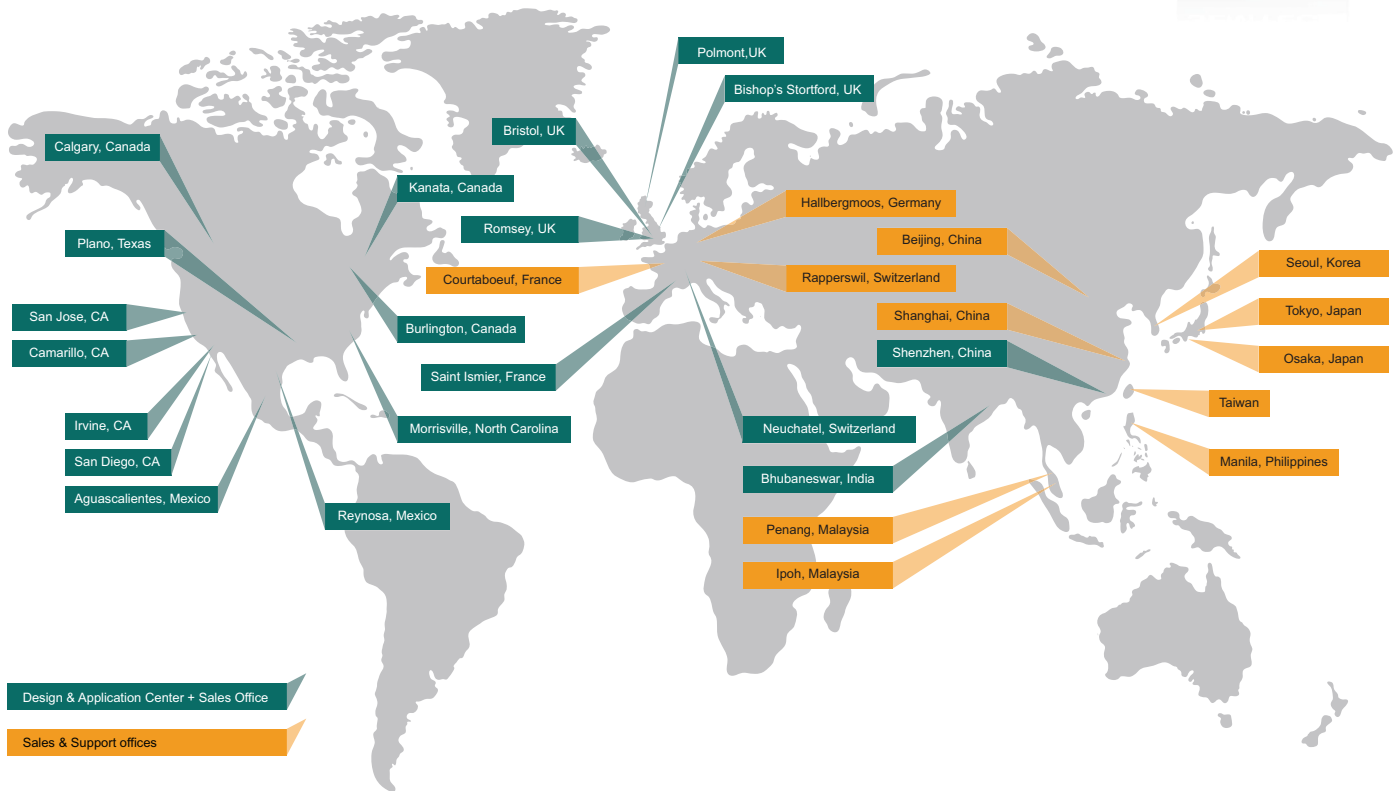 Polmont,UK
Bishop's Stortford, UK
Bristol, UK
Calgary, Canada
Kanata, Canada
Hallbergmoos, Germany
Romsey, UK
Beijing, China
Plano, Texas
Seoul, Korea
Courtaboeuf, France
Rapperswil, Switzerland
Tokyo, Japan
San Jose, CA
Shanghai, China
Burlington, Canada
Camarillo, CA
Shenzhen, China
Osaka, Japan
Saint Ismier, France
Taiwan
Irvine, CA
Morrisville, North Carolina
Neuchatel, Switzerland
San Diego, CA
Manila, Philippines
Bhubaneswar, India
Aguascalientes, Mexico
Reynosa, Mexico
Penang, Malaysia
Ipoh, Malaysia
Design & Application Center + Sales Office
Sales & Support offices